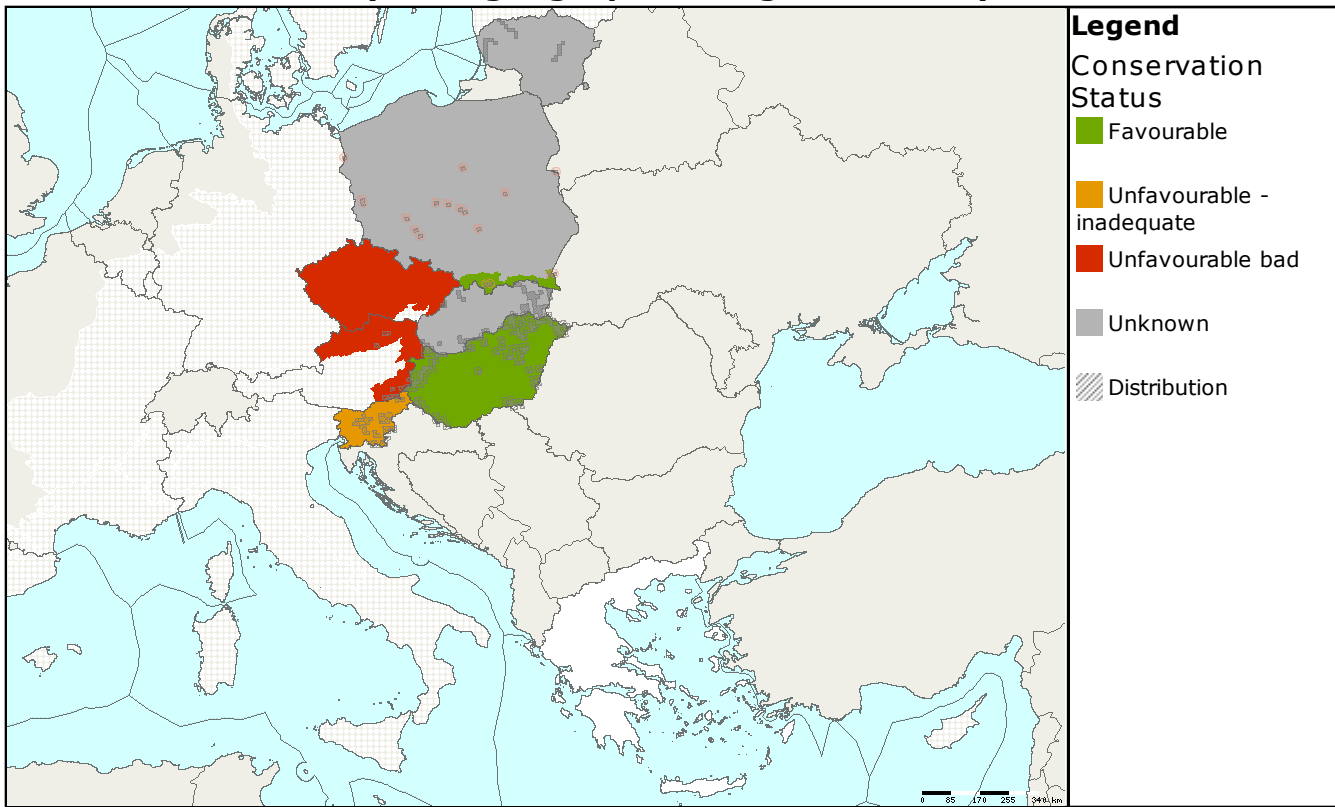 Legend
Conservation
Status
Favourable
Unfavourable -
inadequate
Unfavourable bad
Unknown
Distribution
0 85 170 255 340 km